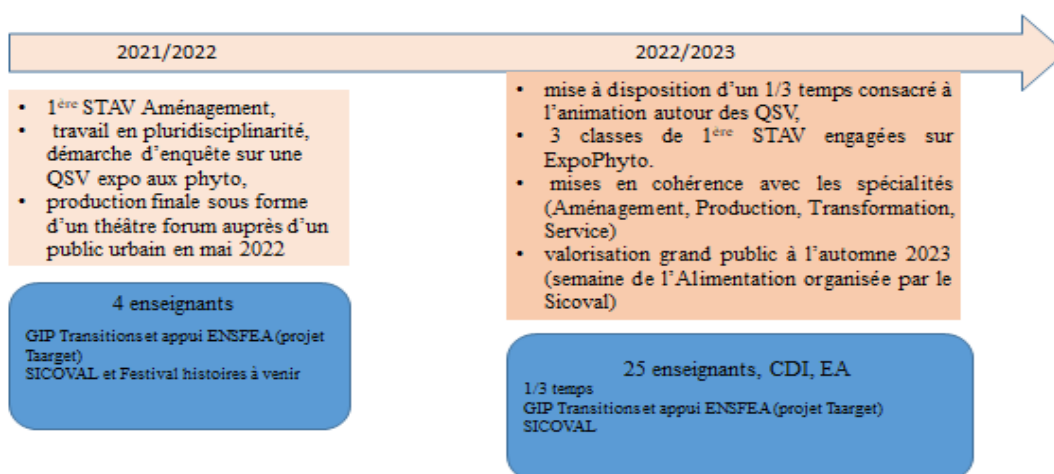 2021/2022
2022/2023
• 1ère STAV Aménagement,
• travail en pluridisciplinarité,
démarche d'enquête sur une
QSV expo aux phyto,
• production finale sous forme
d'un théâtre forum auprès d'un
public urbain en mai 2022
• mise à disposition d'un 1/3 temps consacré à
l'animation autour des QSV,
• 3 classes de 1ère STAV engagées sur
ExpoPhyto.
• mises en cohérence avec les spécialités
(Aménagement, Production, Transformation,
Service)
• valorisation grand public à l'automne 2023
(semaine de l'Alimentation organisée par le
Sicoval)
4 enseignants
GIP Transitions et appui ENSFEA (projet
Taarget)
SICOVAL et Festival histoires à venir
25 enseignants, CDI, EA
1/3 temps
GIP Transitions et appui ENSFEA (projet Taarget)
SICOVAL